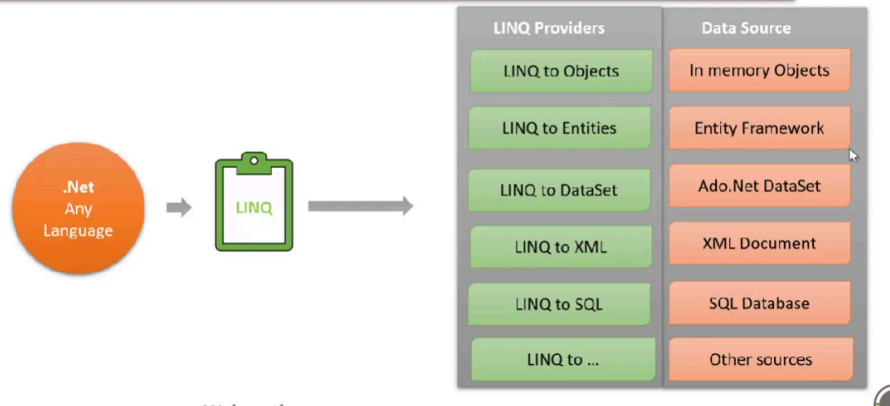 LINQ Providers
Data Source
LINQ to Objects
In memory Objects
LINQ to Entities
Entity Framework
.Net
Any
Language
LINQ
LINQ to DataSet
Ado.Net DataSet
LINQ to XML
XML Document
LINQ to SQL
SQL Database
LINQ to ...
Other sources